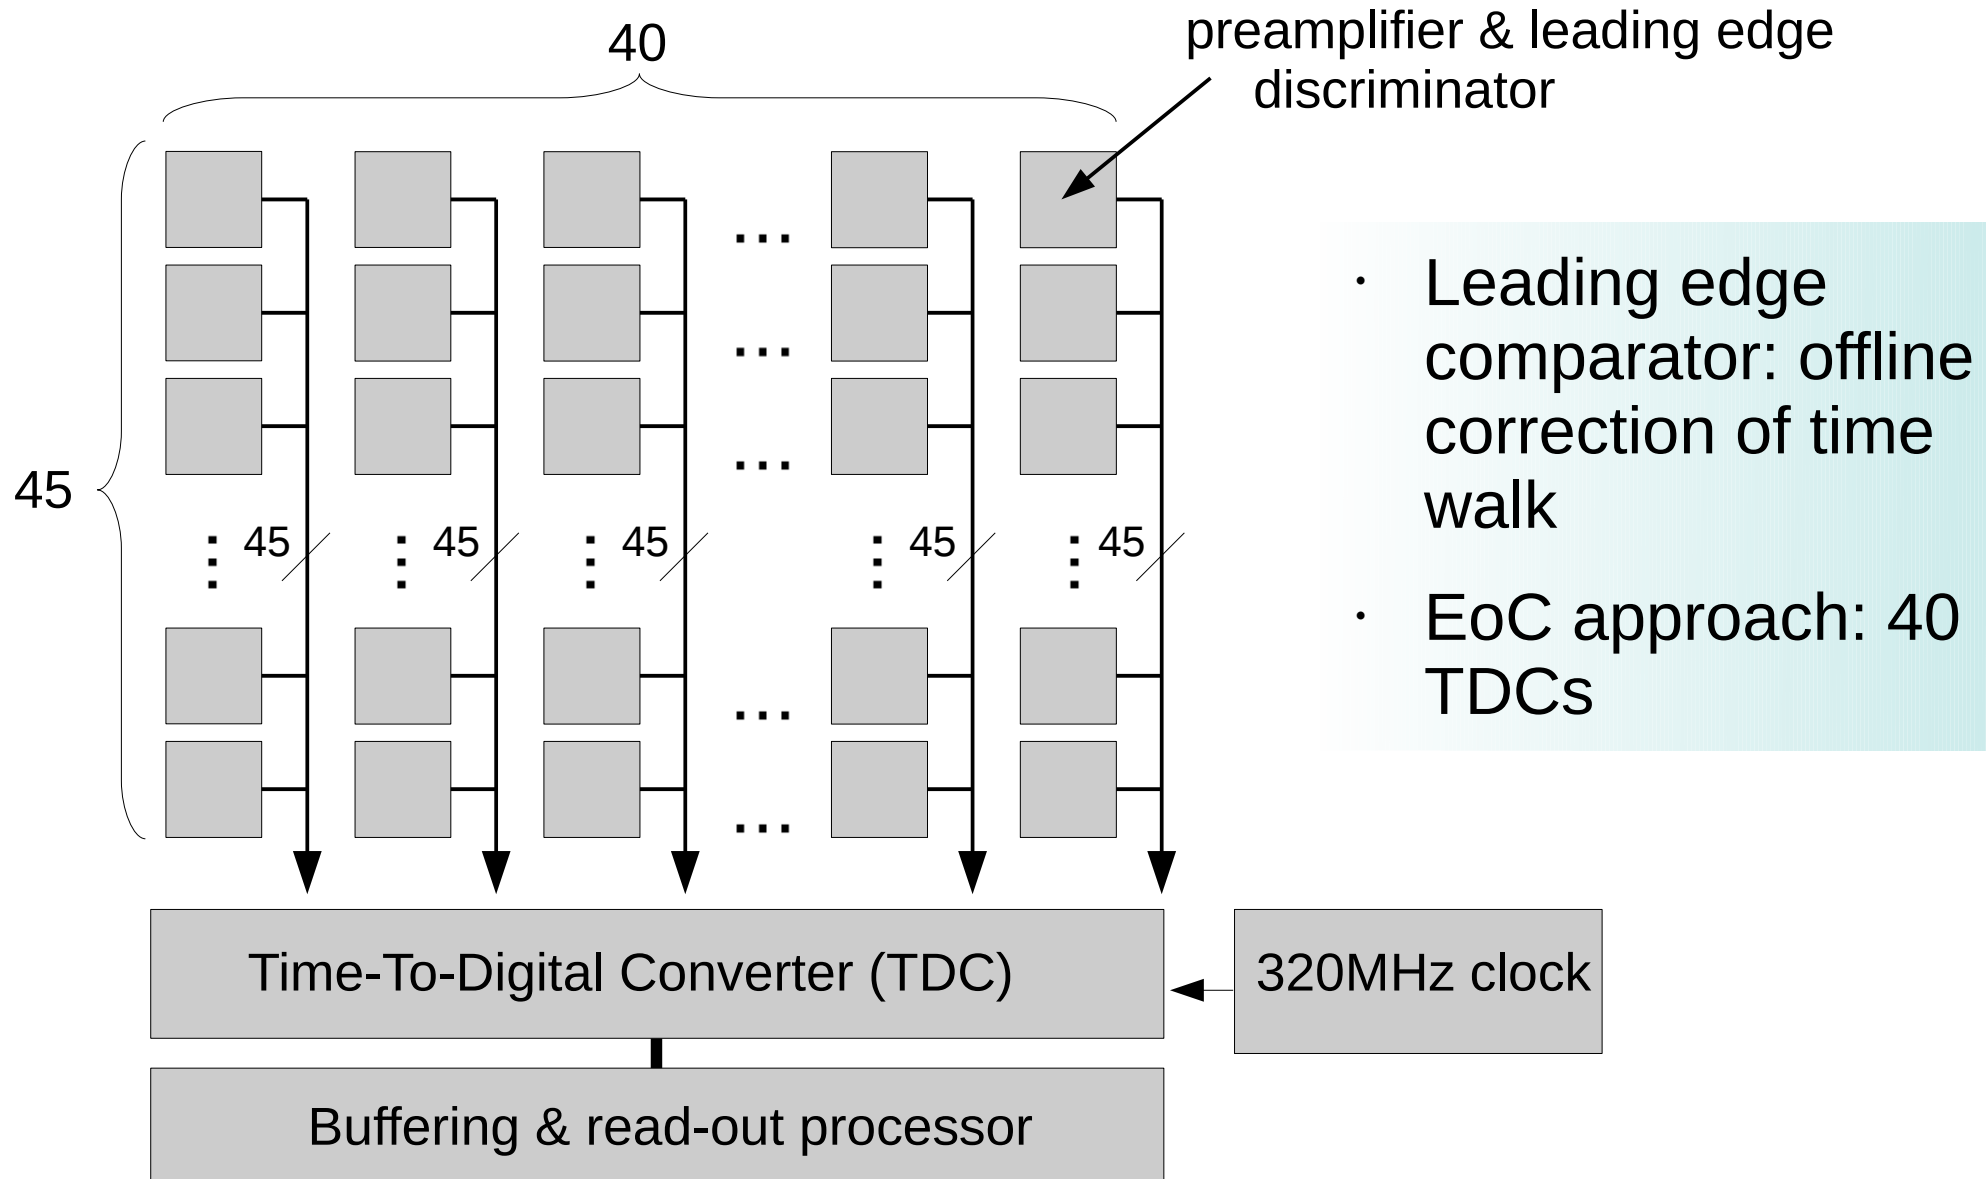 40
preamplifier & leading edge
discriminator
...
...
...
45
45
45
45
45
45
...
...
Time-To-Digital Converter (TDC)
320MHz clock
Buffering & read-out processor
· Leading edge
comparator: offline
correction of time
walk
· EoC approach: 40
TDCs